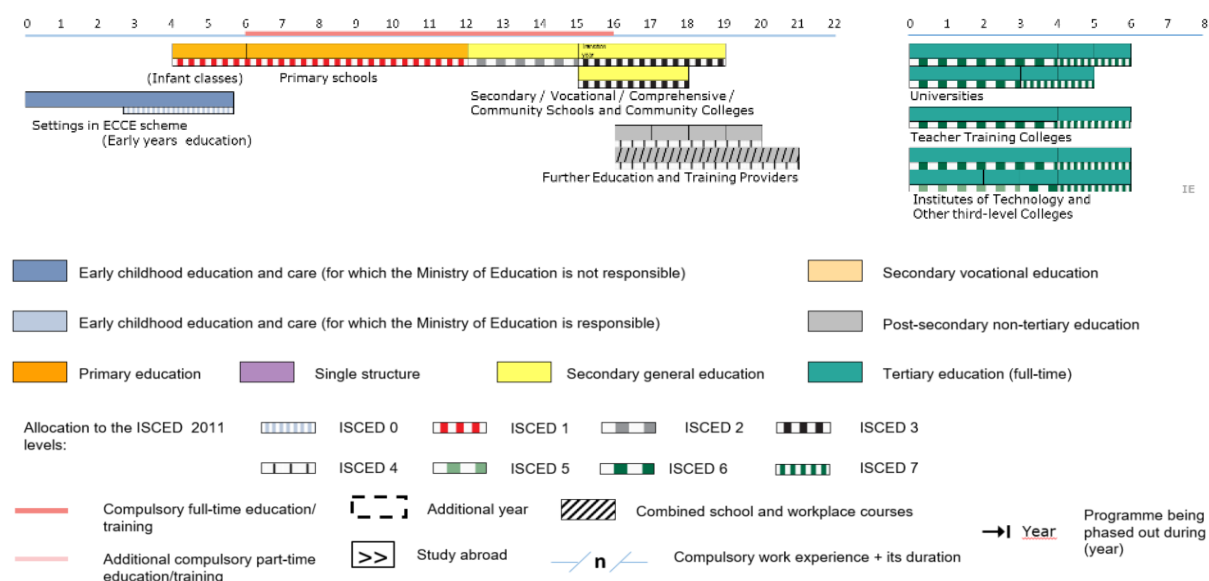 0 1 2 3 4 5 6 7 8 9 10 11 12 13 14 15 16 17 18 19 20 21 22
0 1 2 3 4 5 6 7 8
year
(Infant classes)
Primary schools
Secondary / Vocational / Comprehensive /
Community Schools and Community Colleges
Universities
Settings in ECCE scheme
(Early years education)
Teacher Training Colleges
Further Education and Training Providers
Institutes of Technology and
Other third-level Colleges
IE
Early childhood education and care (for which the Ministry of Education is not responsible)
Secondary vocational education
Early childhood education and care (for which the Ministry of Education is responsible)
Post-secondary non-tertiary education
Primary education
Single structure
Secondary general education
Tertiary education (full-time)
Allocation to the ISCED 2011
levels:
ISCED 0
ISCED 1
ISCED 2
ISCED 3
ISCED 4
ISCED 5
ISCED 6
ISCED 7
Compulsory full-time education/
training
Additional year
Combined school and workplace courses
Year
Programme being
phased out during
(year)
Additional compulsory part-time
education/training
>>
Study abroad
n
Compulsory work experience + its duration